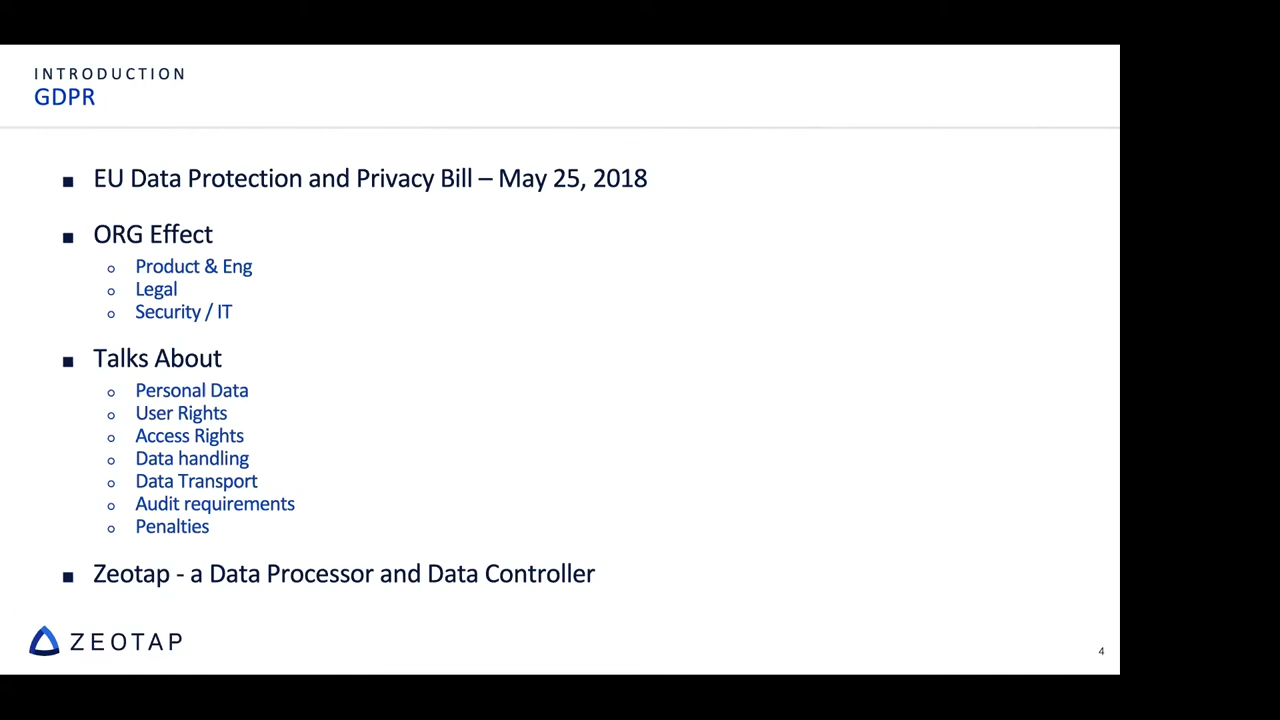 INTRODUCTION
GDPR
▪ EU Data Protection and Privacy Bill – May 25, 2018
▪ ORG Effect
○ Product & Eng
○ Legal
○ Security / IT
▪ Talks About
○ Personal Data
○ User Rights
○ Access Rights
○ Data handling
○ Data Transport
○ Audit requirements
○ Penalties
▪ Zeotap - a Data Processor and Data Controller
ZEOTAP
4